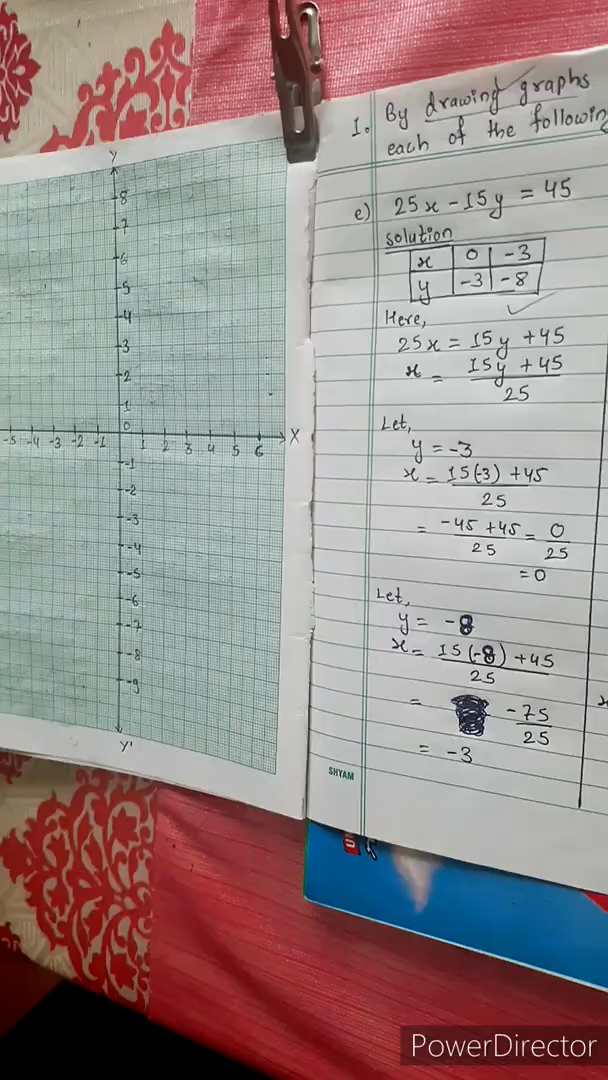 Y
8
7
6
5
4
3
2
1
0
-5 -4 -3 -2 -1 1 2 3 4 5 6 X
-1
-2
-3
-4
-5
-6
-7
-8
-9
Y'
1. By drawing graphs
each of the following
e) 25x - 15y = 45
solution
x 0 -3
y -3 -8
Here,
25x = 15y + 45
x = 15y + 45
25
Let,
y = -3
x = 15(-3) + 45
25
= -45 + 45 = 0
25 25
= 0
Let,
y = -8
x = 15(-8) + 45
25
= -75
25
= -3
SHYAM
PowerDirector